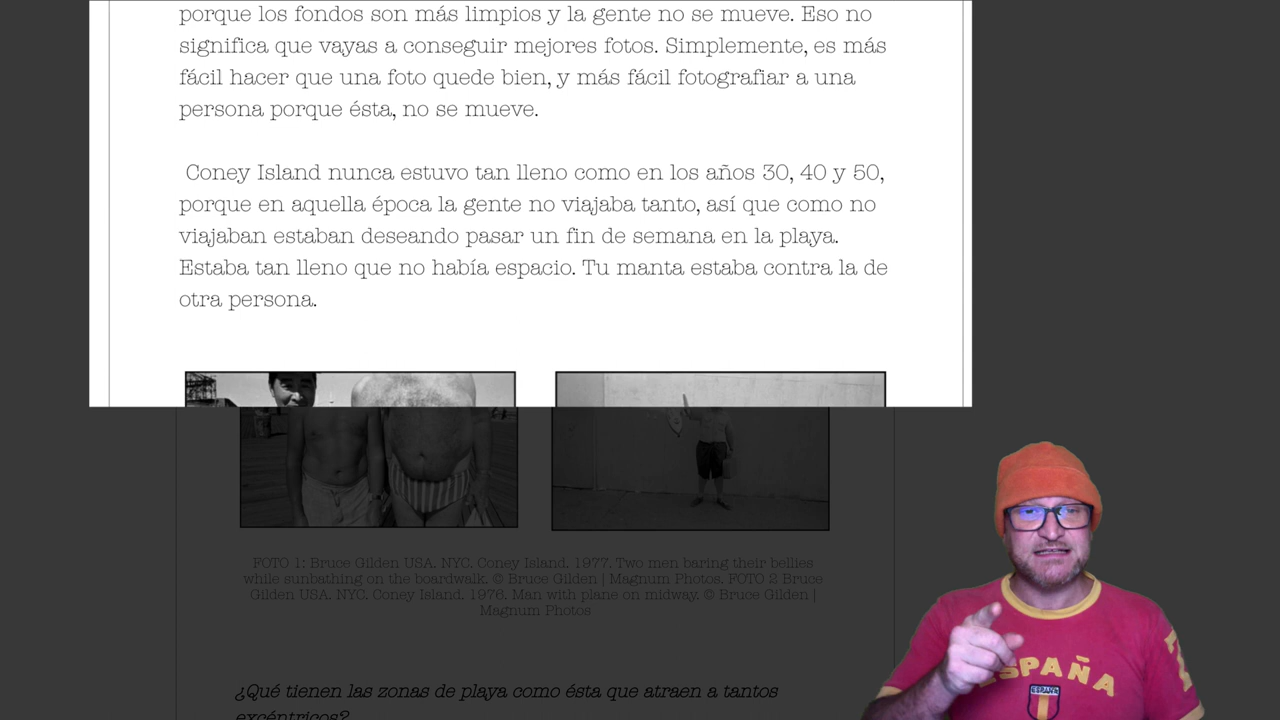 porque los fondos son más limpios y la gente no se mueve. Eso no
significa que vayas a conseguir mejores fotos. Simplemente, es más
fácil hacer que una foto quede bien, y más fácil fotografiar a una
persona porque ésta, no se mueve.
Coney Island nunca estuvo tan lleno como en los años 30, 40 y 50,
porque en aquella época la gente no viajaba tanto, así que como no
viajaban estaban deseando pasar un fin de semana en la playa.
Estaba tan lleno que no había espacio. Tu manta estaba contra la de
otra persona.
FOTO 1: Bruce Gilden USA. NYC. Coney Island. 1977. Two men baring their bellies
while sunbathing on the boardwalk. © Bruce Gilden | Magnum Photos. FOTO 2 Bruce
Gilden USA. NYC. Coney Island. 1976. Man with plane on midway. © Bruce Gilden |
Magnum Photos
¿Qué tienen las zonas de playa como ésta que atraen a tantos
excéntricos?
ESPAÑA
ESPAÑA
7